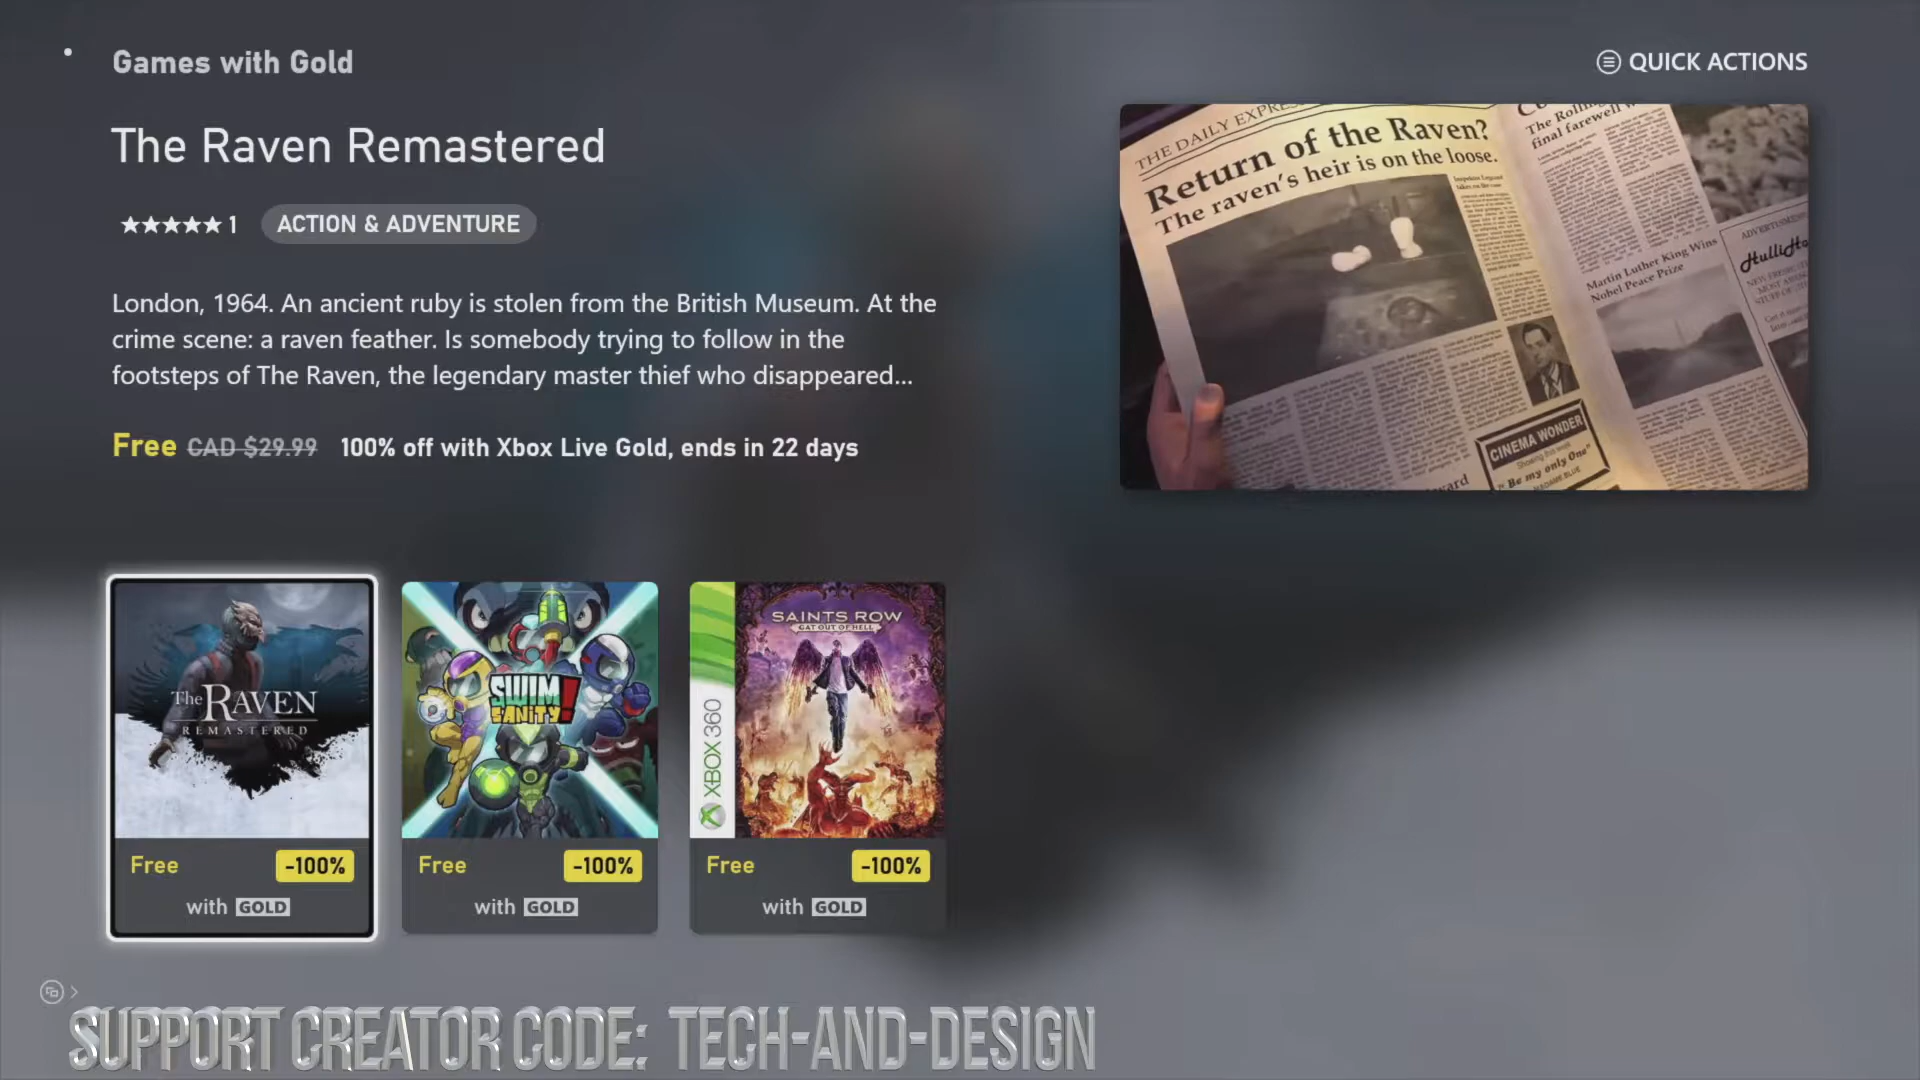 Games with Gold
QUICK ACTIONS
The Raven Remastered
1
ACTION & ADVENTURE
London, 1964. An ancient ruby is stolen from the British Museum. At the
crime scene: a raven feather. Is somebody trying to follow in the
footsteps of The Raven, the legendary master thief who disappeared...
Free CAD $29.99 100% off with Xbox Live Gold, ends in 22 days
THE DAILY EXPRES
Return of the Raven?
The raven's heir is on the loose.
final farewell
Martin Luther King Wins
Nobel Peace Prize
ADVERTISEMENT
CINEMA WONDER
Showing this week
"Be my only One"
MADAME BLUE
The RAVEN
REMASTERED
Free
-100%
with GOLD
SWIM
SANITY!
Free
-100%
with GOLD
XBOX 360
SAINTS ROW
GAT OUT OF HELL
Free
-100%
with GOLD
SUPPORT CREATOR CODE: TECH-AND-DESIGN